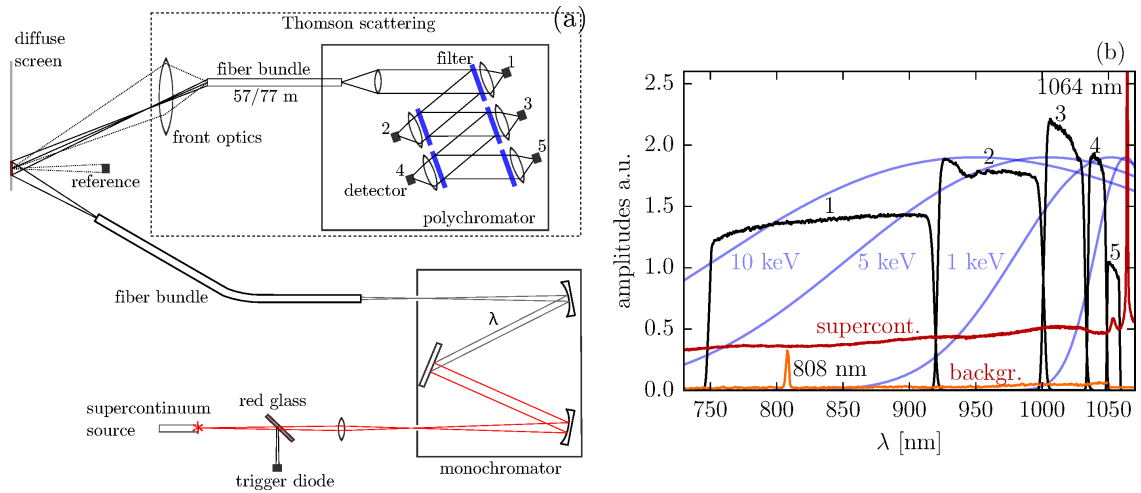 (a)
Thomson scattering
diffuse
screen
fiber bundle
57/77 m
front optics
reference
filter
1
2
3
4
5
detector
polychromator
fiber bundle
λ
supercontinuum
source
red glass
trigger diode
monochromator
(b)
amplitudes a.u.
2.5
2.0
1.5
1.0
0.5
0.0
1064 nm
1
2
3
4
5
10 keV
5 keV
1 keV
supercont.
808 nm
backgr.
750
800
850
900
950
1000
1050
λ [nm]